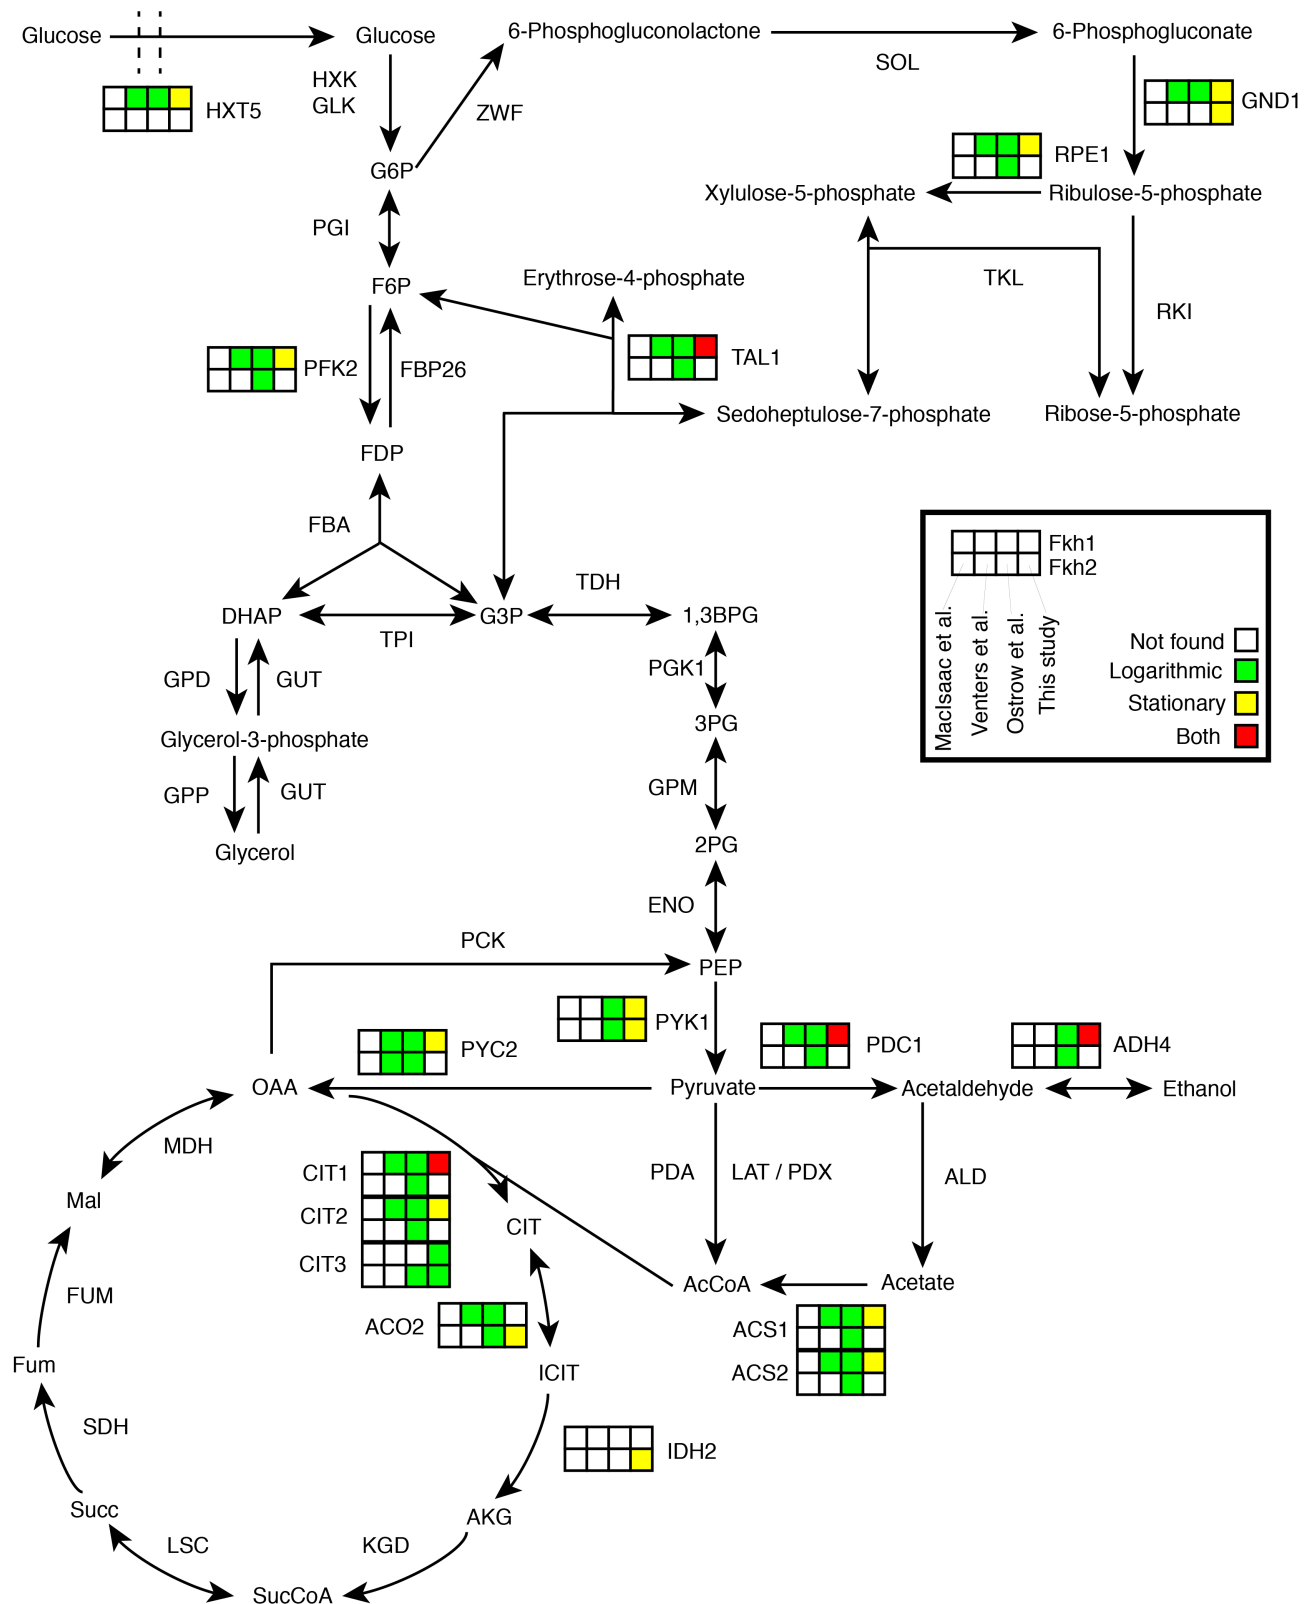 Glucose
Glucose
6-Phosphogluconolactone
6-Phosphogluconate
SOL
HXK
GLK
HXT5
ZWF
GND1
RPE1
G6P
Xylulose-5-phosphate
Ribulose-5-phosphate
PGI
F6P
Erythrose-4-phosphate
TKL
RKI
PFK2
FBP26
TAL1
Sedoheptulose-7-phosphate
Ribose-5-phosphate
FDP
FBA
TDH
DHAP
TPI
G3P
1,3BPG
GPD
GUT
PGK1
3PG
Glycerol-3-phosphate
GPP
GUT
GPM
2PG
Glycerol
ENO
Fkh1
Fkh2
MacIsaac et al.
Venters et al.
Ostrow et al.
This study
Not found
Logarithmic
Stationary
Both
PCK
PEP
PYK1
PYC2
PDC1
ADH4
OAA
Pyruvate
Acetaldehyde
Ethanol
MDH
CIT1
PDA
LAT / PDX
ALD
Mal
CIT2
CIT
CIT3
AcCoA
Acetate
FUM
ACO2
ACS1
Fum
ICIT
ACS2
SDH
IDH2
Succ
AKG
LSC
KGD
SucCoA